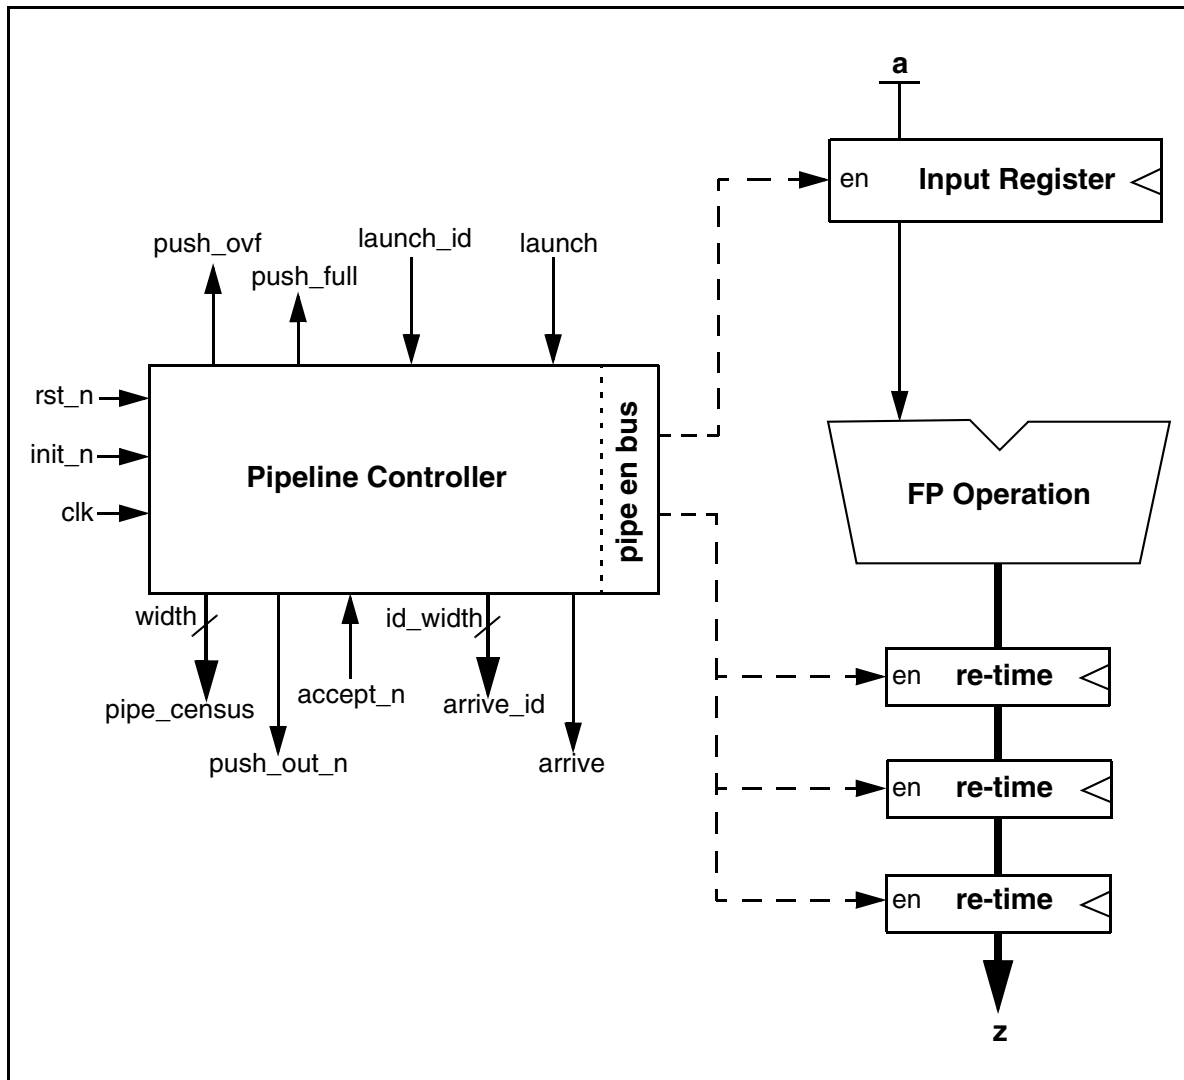 a
en Input Register
push_ovf
launch_id
launch
push_full
rst_n
init_n
clk
Pipeline Controller
pipe en bus
FP Operation
width
id_width
pipe_census
accept_n
arrive_id
push_out_n
arrive
en re-time
en re-time
en re-time
z